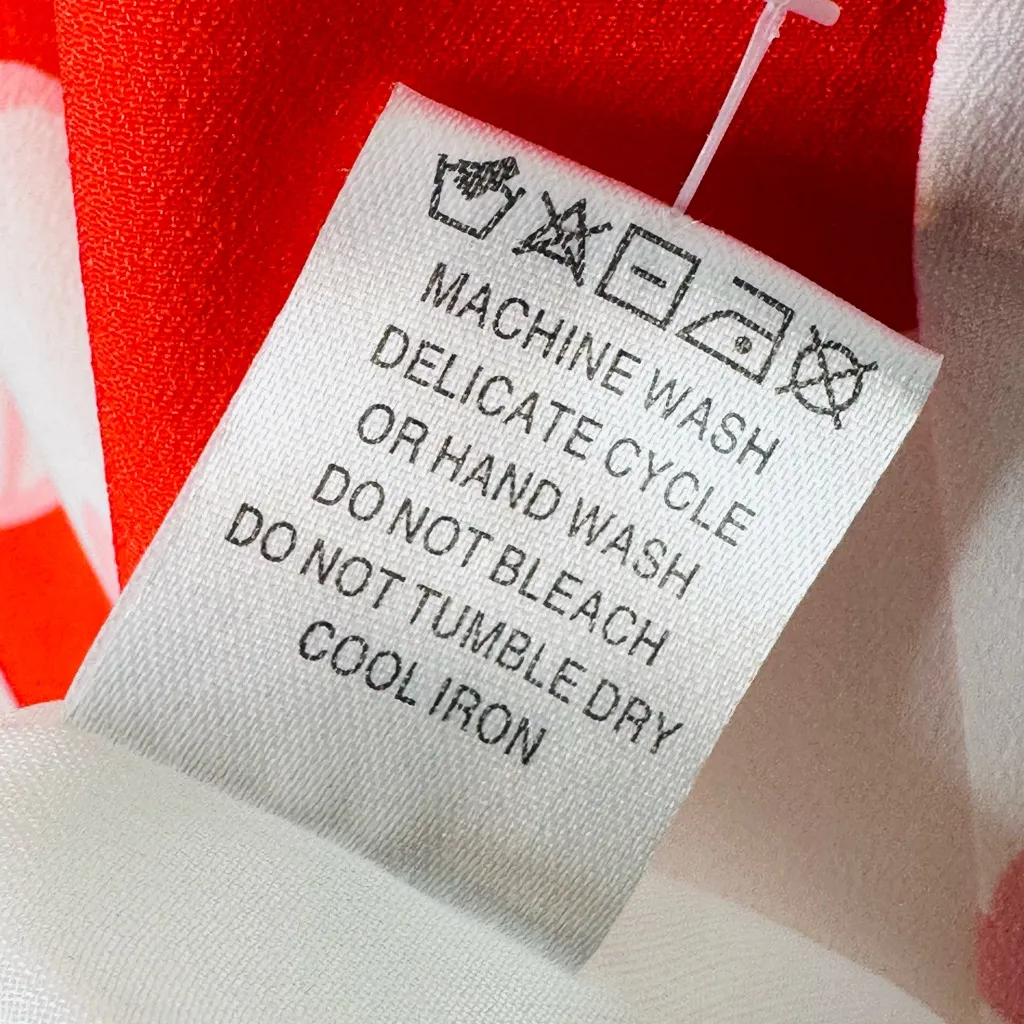 MACHINE WASH
DELICATE CYCLE
OR HAND WASH
DO NOT BLEACH
DO NOT TUMBLE DRY
COOL IRON